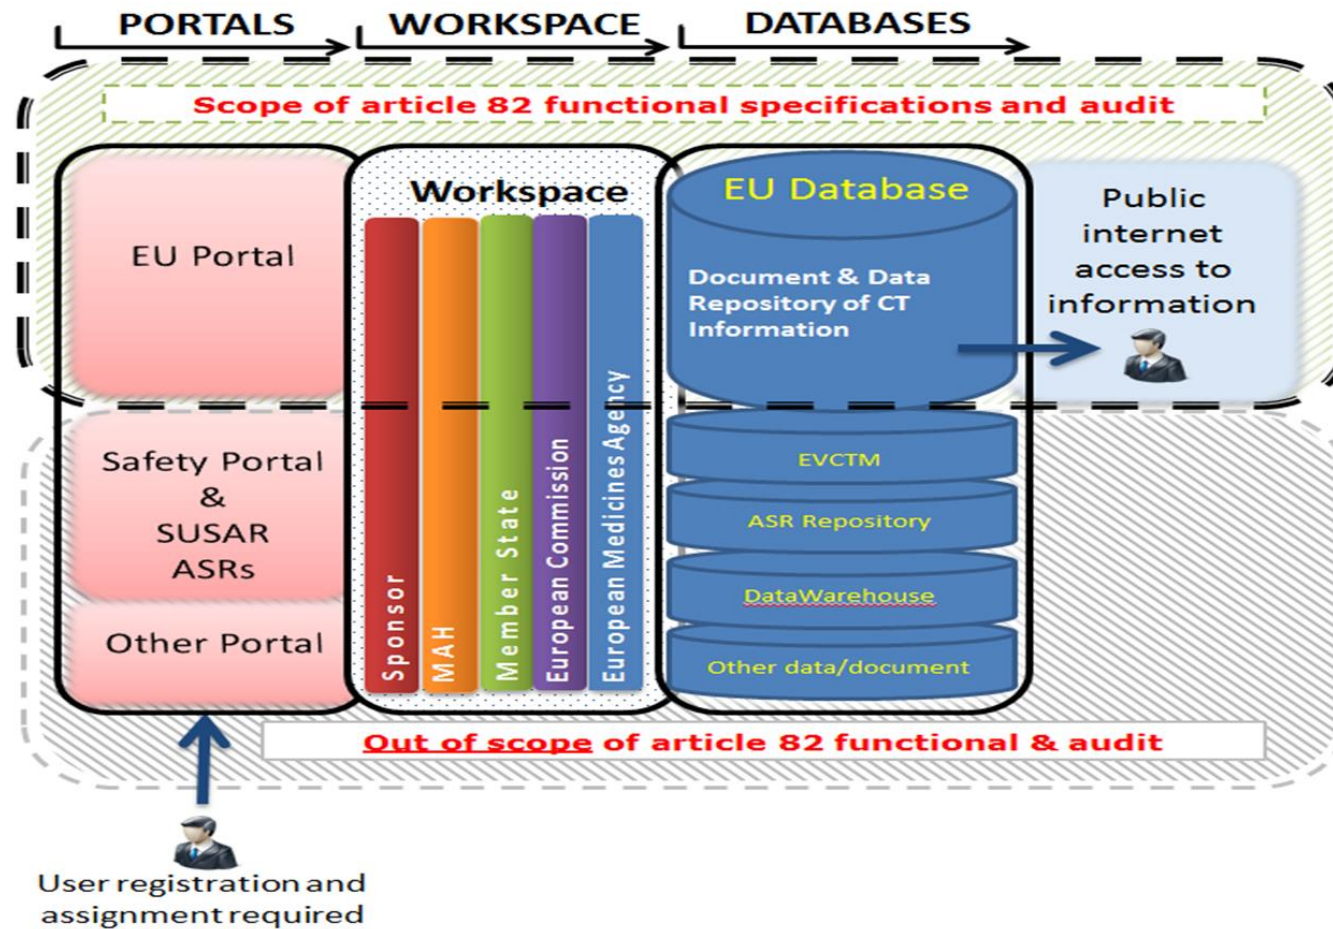 PORTALS
WORKSPACE
DATABASES
Scope of article 82 functional specifications and audit
EU Portal
Safety Portal
&
SUSAR
ASRs
Other Portal
Workspace
Sponsor
MAH
Member State
European Commission
European Medicines Agency
EU Database
Document & Data
Repository of CT
Information
EVCTM
ASR Repository
DataWarehouse
Other data/document
Public
internet
access to
information
Out of scope of article 82 functional & audit
User registration and
assignment required